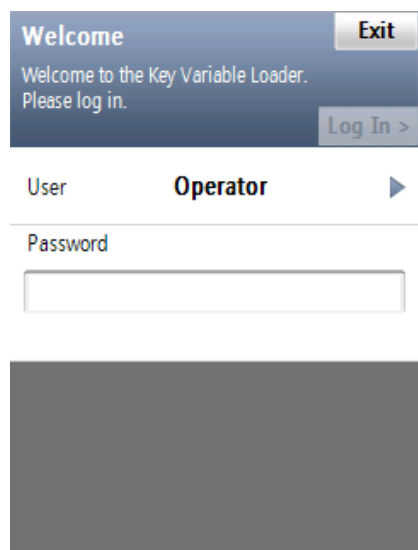 Welcome
Exit
Welcome to the Key Variable Loader.
Please log in.
Log In >
User
Operator
Password